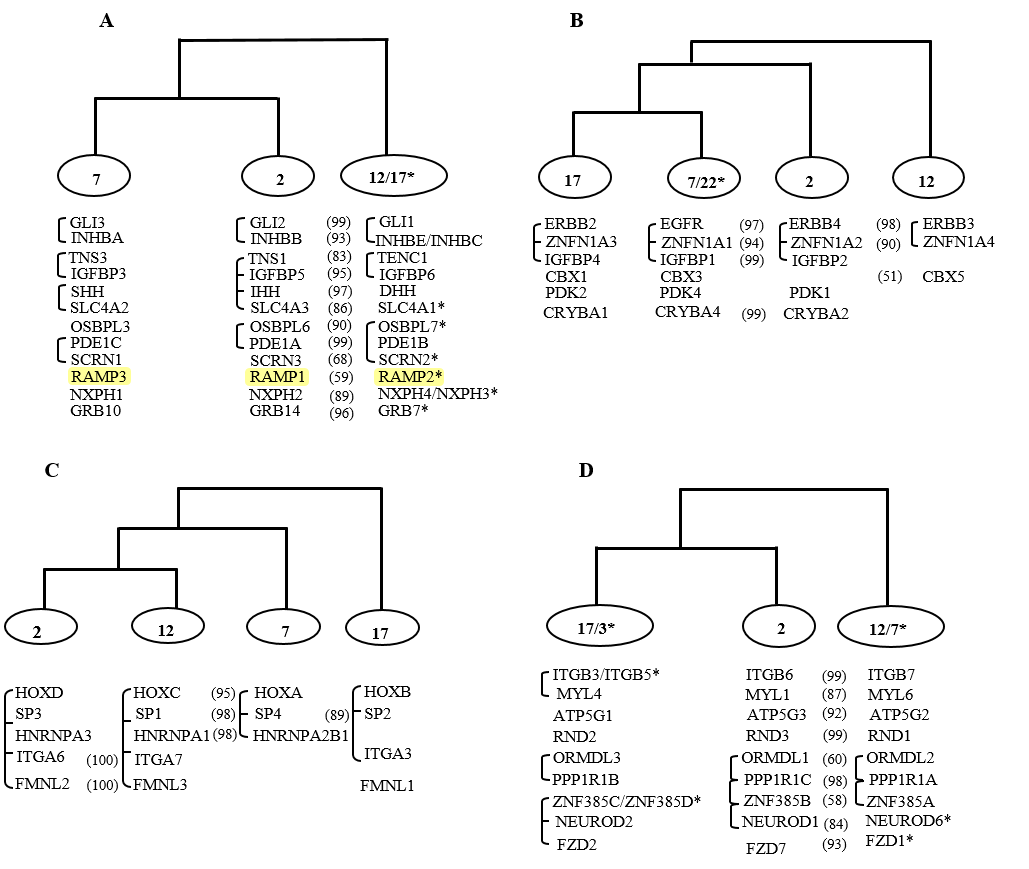 A
7 2 12/17*
GLI3 GLI2 (99) GLI1
INHBA INHBB (93) INHBE/INHBC
TNS3 TNS1 (83) TENC1
IGFBP3 IGFBP5 (95) IGFBP6
SHH IHH (97) DHH
SLC4A2 SLC4A3 (86) SLC4A1*
OSBPL3 OSBPL6 (90) OSBPL7*
PDE1C PDE1A (99) PDE1B
SCRN1 SCRN3 (68) SCRN2*
RAMP3 RAMP1 (59) RAMP2*
NXPH1 NXPH2 (89) NXPH4/NXPH3*
GRB10 GRB14 (96) GRB7*
B
17 7/22* 2 12
ERBB2 EGFR (97) ERBB4 (98) ERBB3
ZNFN1A3 ZNFN1A1 (94) ZNFN1A2 (90) ZNFN1A4
IGFBP4 IGFBP1 (99) IGFBP2
CBX1 CBX3 (51) CBX5
PDK2 PDK4 PDK1
CRYBA1 CRYBA4 (99) CRYBA2
C
2 12 7 17
HOXD HOXC (95) HOXA HOXB
SP3 SP1 (98) SP4 (89) SP2
HNRNPA3 HNRNPA1 (98) HNRNPA2B1
ITGA6 (100) ITGA7 ITGA3
FMNL2 (100) FMNL3 FMNL1
D
17/3* 2 12/7*
ITGB3/ITGB5* ITGB6 (99) ITGB7
MYL4 MYL1 (87) MYL6
ATP5G1 ATP5G3 (92) ATP5G2
RND2 RND3 (99) RND1
ORMDL3 ORMDL1 (60) ORMDL2
PPP1R1B PPP1R1C (98) PPP1R1A
ZNF385C/ZNF385D* ZNF385B (58) ZNF385A
NEUROD2 NEUROD1 (84) NEUROD6*
FZD2 FZD7 (93) FZD1*